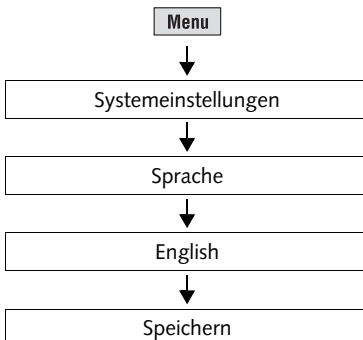 Menu
Systemeinstellungen
Sprache
English
Speichern